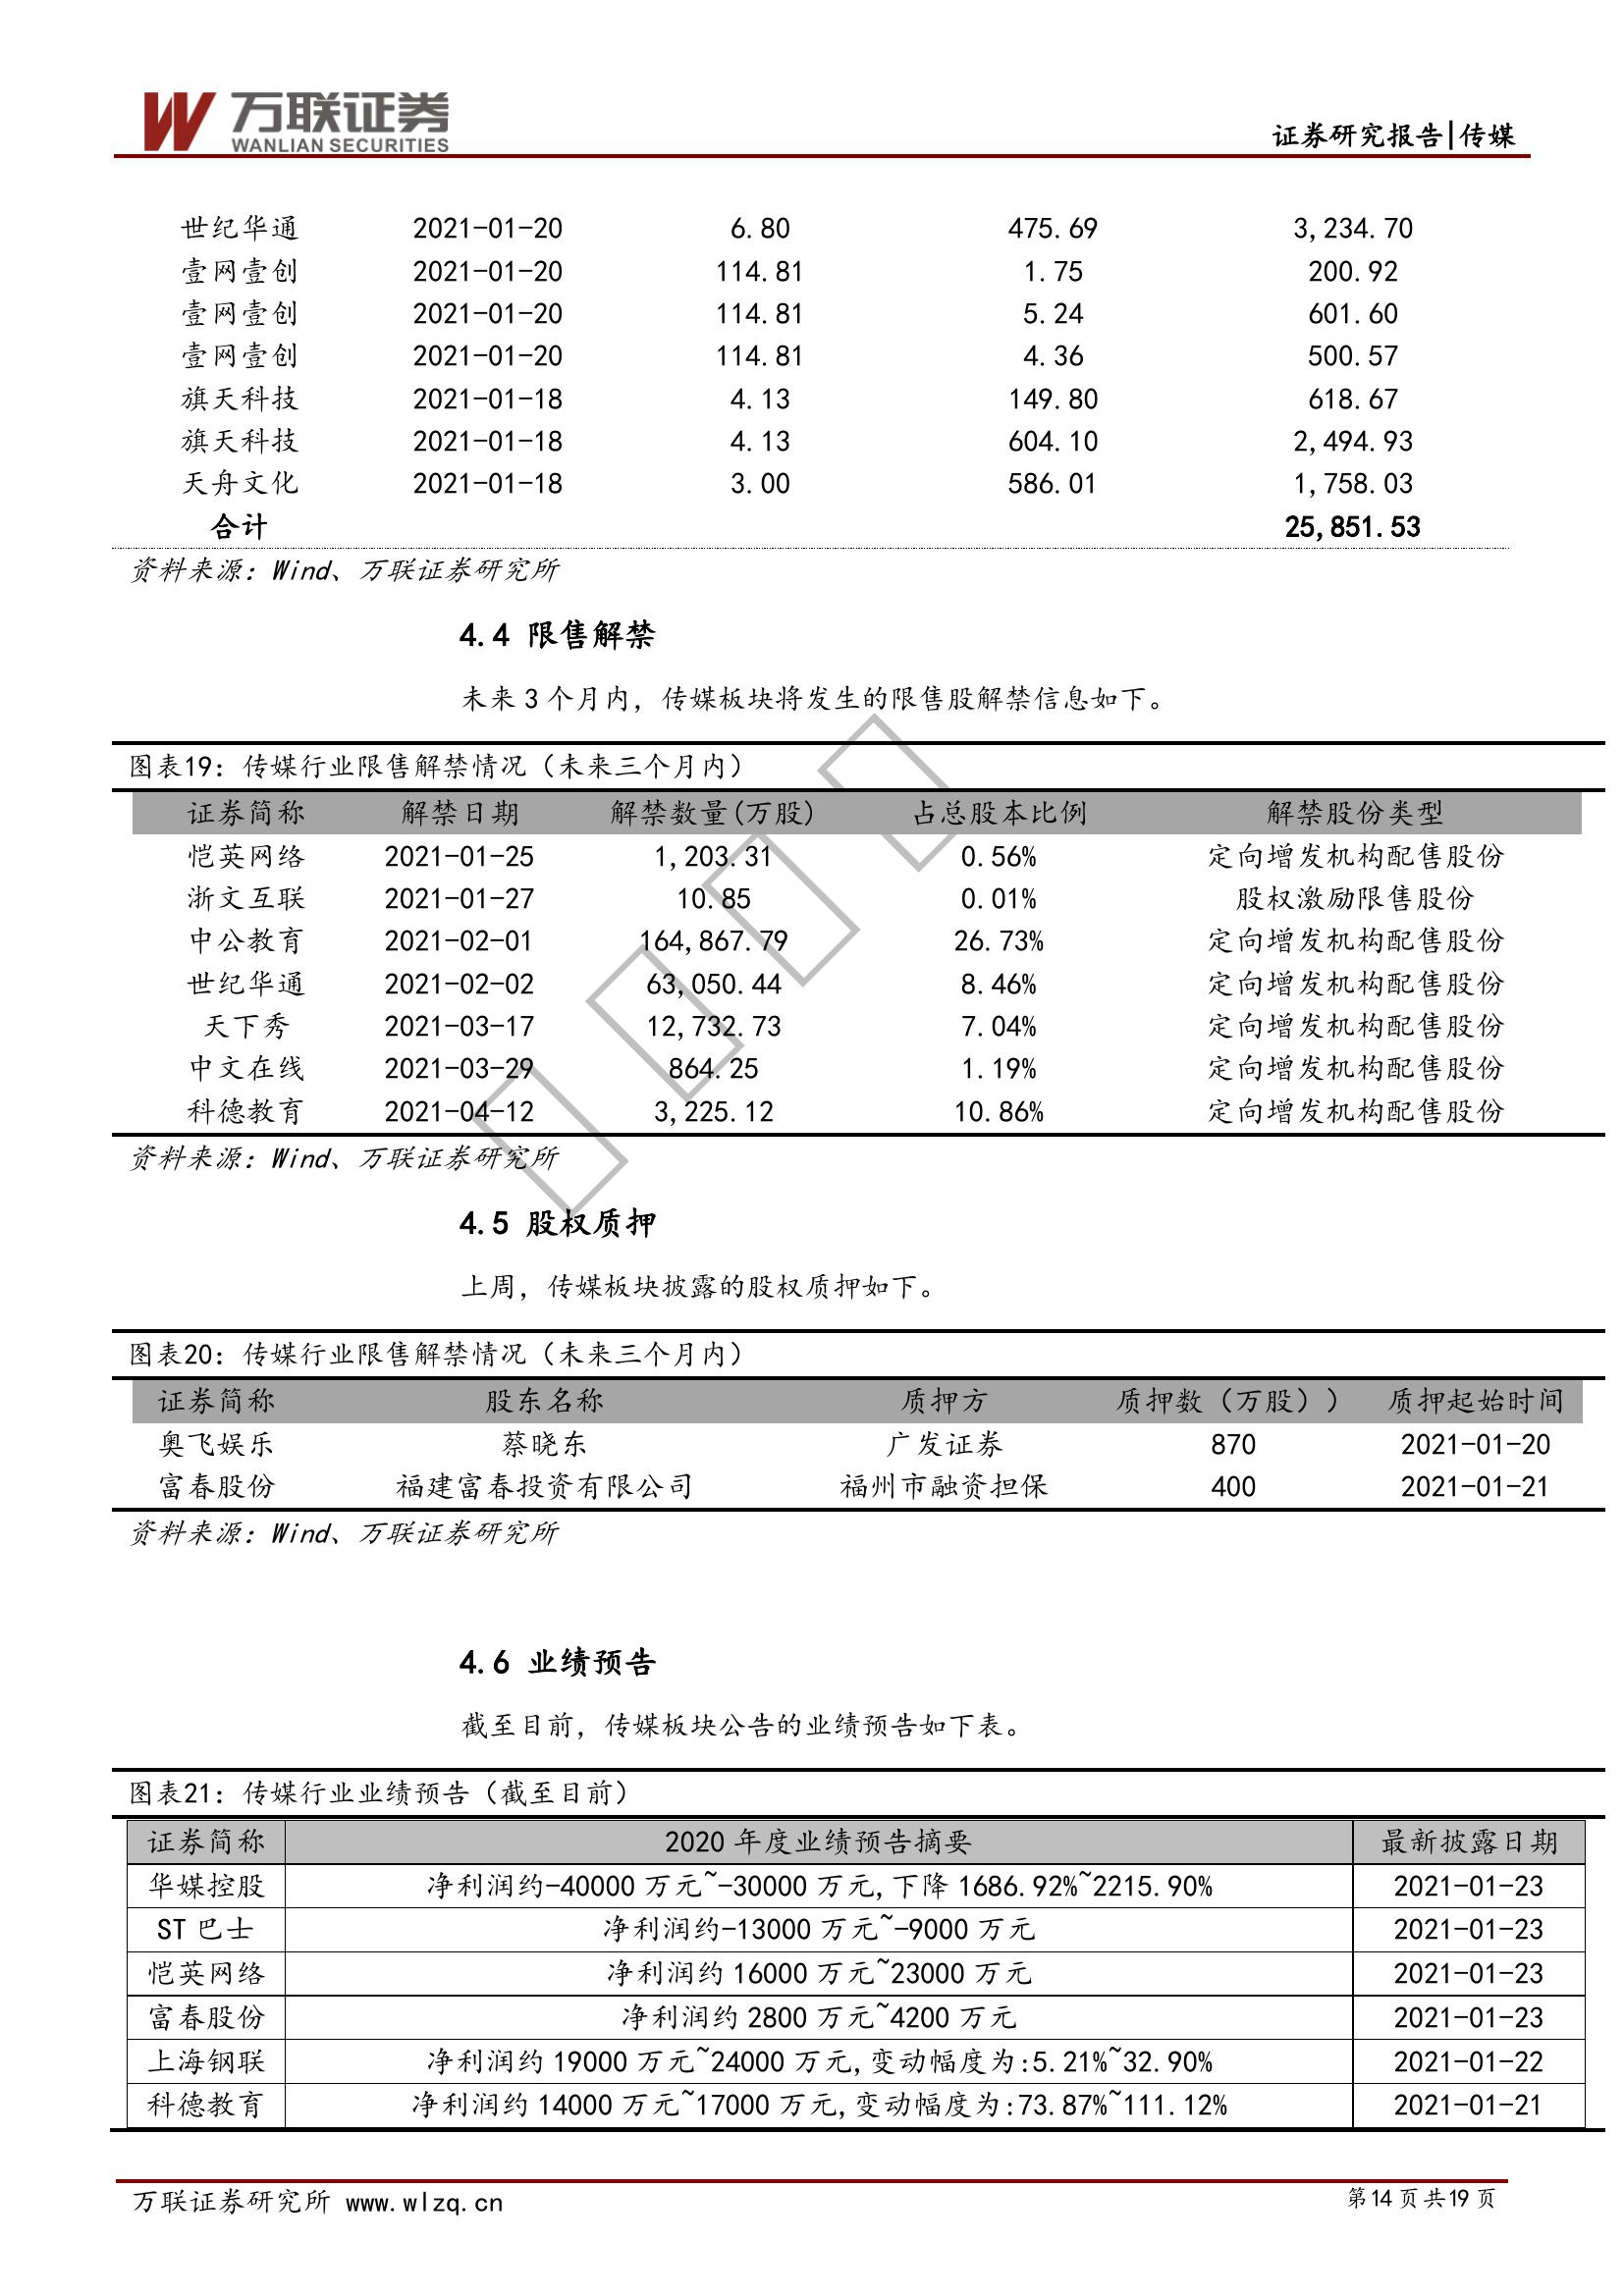 万联证券
WANLIAN SECURITIES
证券研究报告|传媒
世纪华通 2021-01-20 6.80 475.69 3,234.70
壹网壹创 2021-01-20 114.81 1.75 200.92
壹网壹创 2021-01-20 114.81 5.24 601.60
壹网壹创 2021-01-20 114.81 4.36 500.57
旗天科技 2021-01-18 4.13 149.80 618.67
旗天科技 2021-01-18 4.13 604.10 2,494.93
天舟文化 2021-01-18 3.00 586.01 1,758.03
合计 25,851.53
资料来源：Wind、万联证券研究所
4.4 限售解禁
未来 3 个月内，传媒板块将发生的限售股解禁信息如下。
图表19：传媒行业限售解禁情况（未来三个月内）
证券简称 解禁日期 解禁数量(万股) 占总股本比例 解禁股份类型
恺英网络 2021-01-25 1,203.31 0.56% 定向增发机构配售股份
浙文互联 2021-01-27 10.85 0.01% 股权激励限售股份
中公教育 2021-02-01 164,867.79 26.73% 定向增发机构配售股份
世纪华通 2021-02-02 63,050.44 8.46% 定向增发机构配售股份
天下秀 2021-03-17 12,732.73 7.04% 定向增发机构配售股份
中文在线 2021-03-29 864.25 1.19% 定向增发机构配售股份
科德教育 2021-04-12 3,225.12 10.86% 定向增发机构配售股份
资料来源：Wind、万联证券研究所
4.5 股权质押
上周，传媒板块披露的股权质押如下。
图表20：传媒行业限售解禁情况（未来三个月内）
证券简称 股东名称 质押方 质押数（万股）） 质押起始时间
奥飞娱乐 蔡晓东 广发证券 870 2021-01-20
富春股份 福建富春投资有限公司 福州市融资担保 400 2021-01-21
资料来源：Wind、万联证券研究所
4.6 业绩预告
截至目前，传媒板块公告的业绩预告如下表。
图表21：传媒行业业绩预告（截至目前）
证券简称 2020 年度业绩预告摘要 最新披露日期
华媒控股 净利润约-40000 万元~-30000 万元,下降 1686.92%~2215.90% 2021-01-23
ST 巴士 净利润约-13000 万元~-9000 万元 2021-01-23
恺英网络 净利润约 16000 万元~23000 万元 2021-01-23
富春股份 净利润约 2800 万元~4200 万元 2021-01-23
上海钢联 净利润约 19000 万元~24000 万元,变动幅度为:5.21%~32.90% 2021-01-22
科德教育 净利润约 14000 万元~17000 万元,变动幅度为:73.87%~111.12% 2021-01-21
万联证券研究所 www.wlzq.cn 第14 页 共19 页